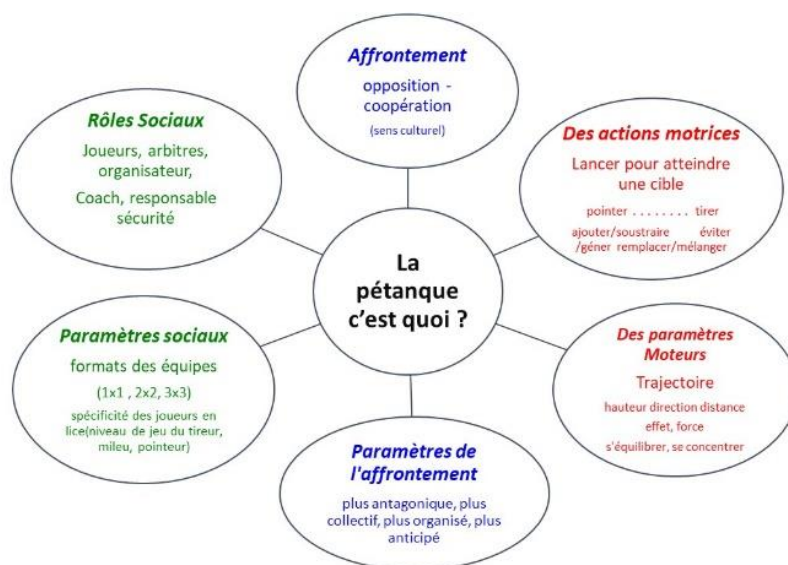 Affrontement
opposition -
coopération
(sens culturel)
Rôles Sociaux
Joueurs, arbitres,
organisateur,
Coach, responsable
sécurité
Des actions motrices
Lancer pour atteindre
une cible
pointer . . . . . . . . tirer
ajouter/soustraire éviter
/géner remplacer/mélanger
La
pétanque
c'est quoi ?
Paramètres sociaux
formats des équipes
(1x1 , 2x2, 3x3)
spécificité des joueurs en
lice(niveau de jeu du tireur,
mileu, pointeur)
Des paramètres
Moteurs
Trajectoire
hauteur direction distance
effet, force
s'équilibrer, se concentrer
Paramètres de
l'affrontement
plus antagonique, plus
collectif, plus organisé, plus
anticipé